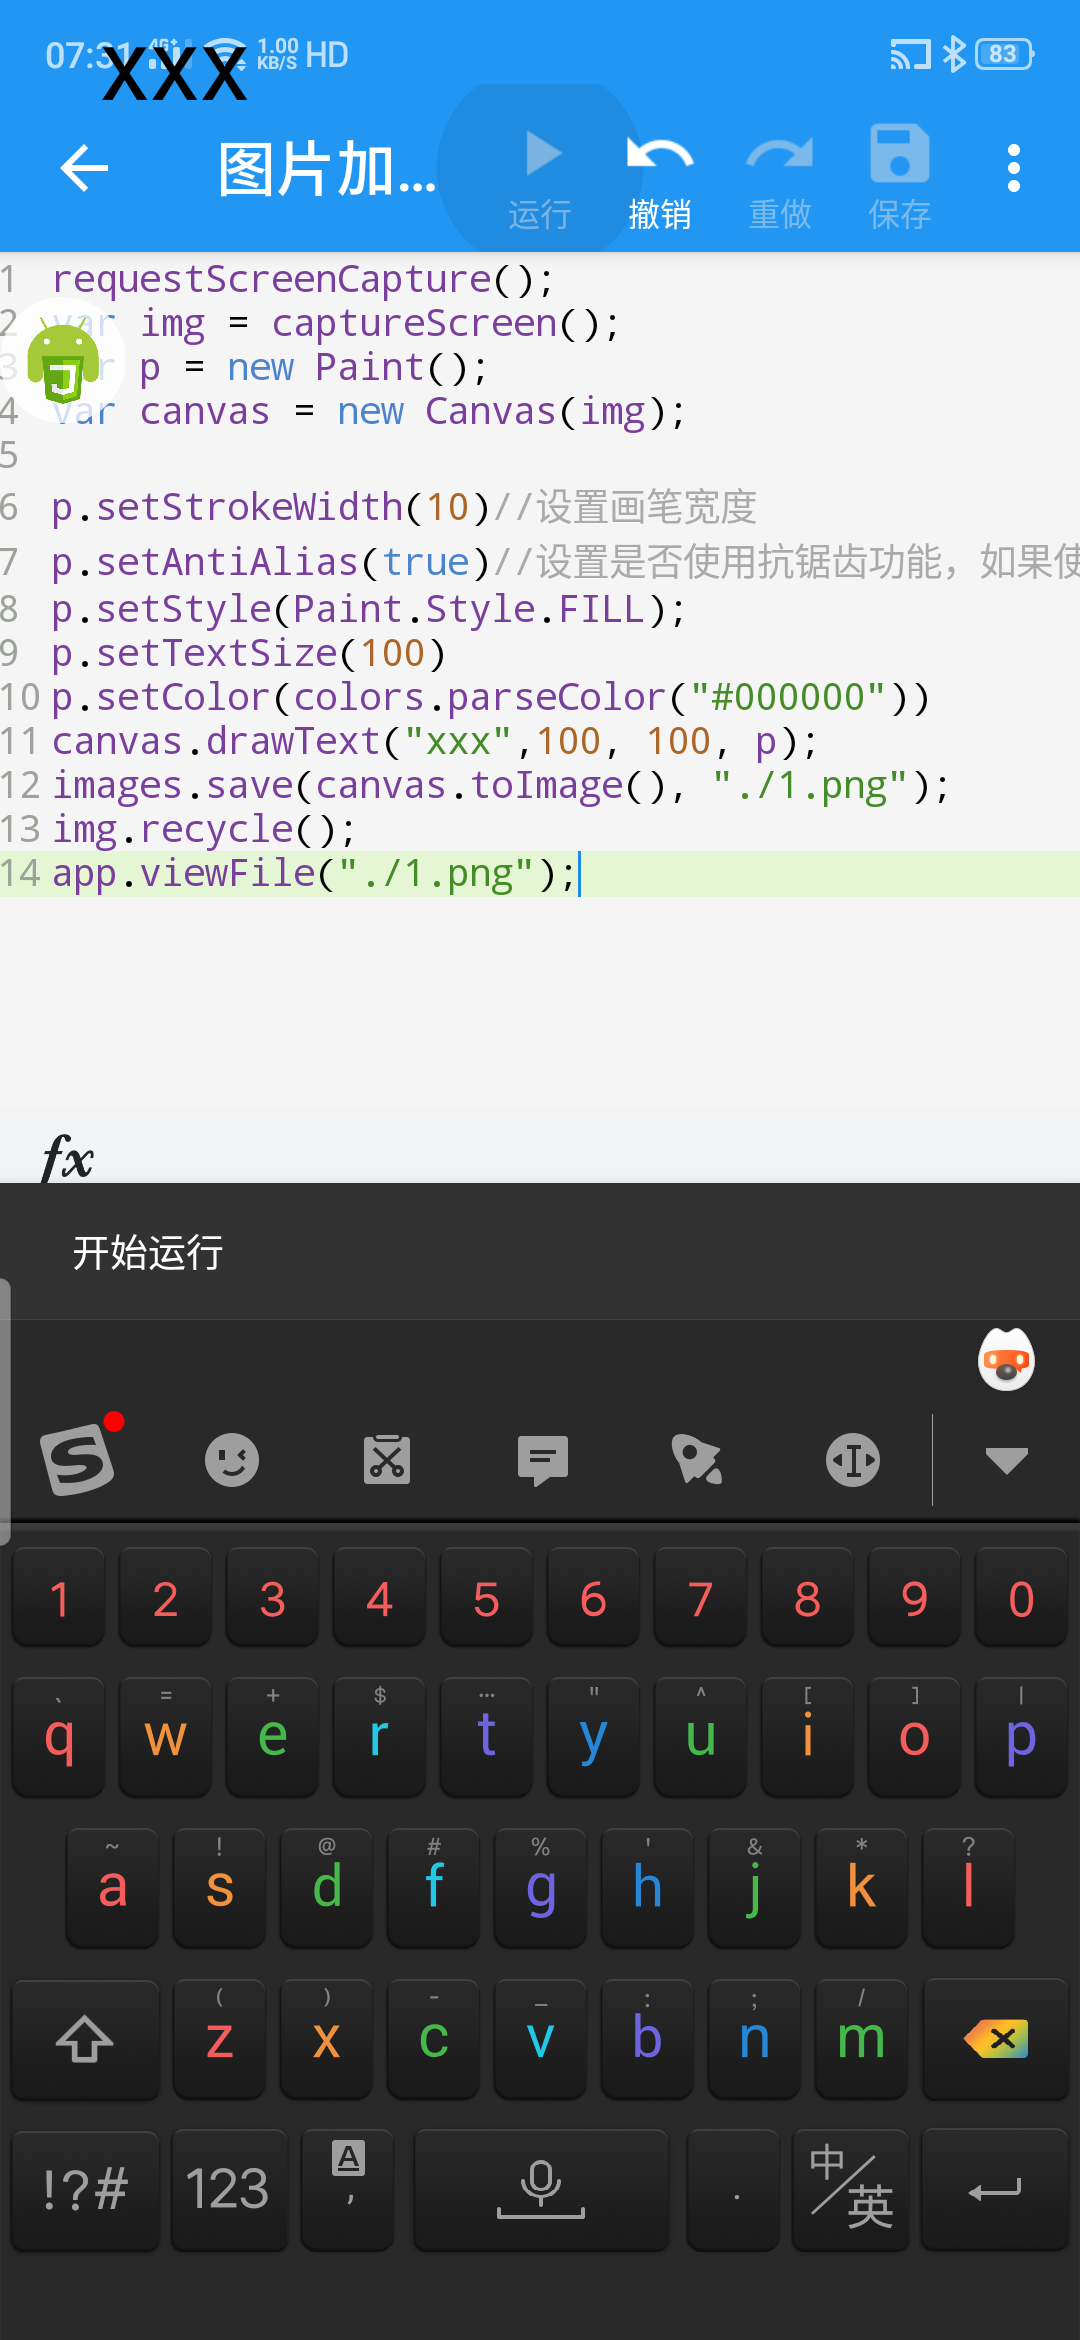 07:31 4G+ 1.00 KB/S HD 83
xxx
图片加...
运行 撤销 重做 保存
1 requestScreenCapture();
2 var img = captureScreen();
3 var p = new Paint();
4 var canvas = new Canvas(img);
5
6 p.setStrokeWidth(10)//设置画笔宽度
7 p.setAntiAlias(true)//设置是否使用抗锯齿功能，如果使
8 p.setStyle(Paint.Style.FILL);
9 p.setTextSize(100)
10 p.setColor(colors.parseColor("#000000"))
11 canvas.drawText("xxx",100, 100, p);
12 images.save(canvas.toImage(), "./1.png");
13 img.recycle();
14 app.viewFile("./1.png");
fx
开始运行
S
1 2 3 4 5 6 7 8 9 0
、 = + $ … " ^ [ ] |
q w e r t y u i o p
~ ! @ # % ' & * ?
a s d f g h j k l
( ) - _ : ; /
z x c v b n m
!?# 123 A , . 中/英